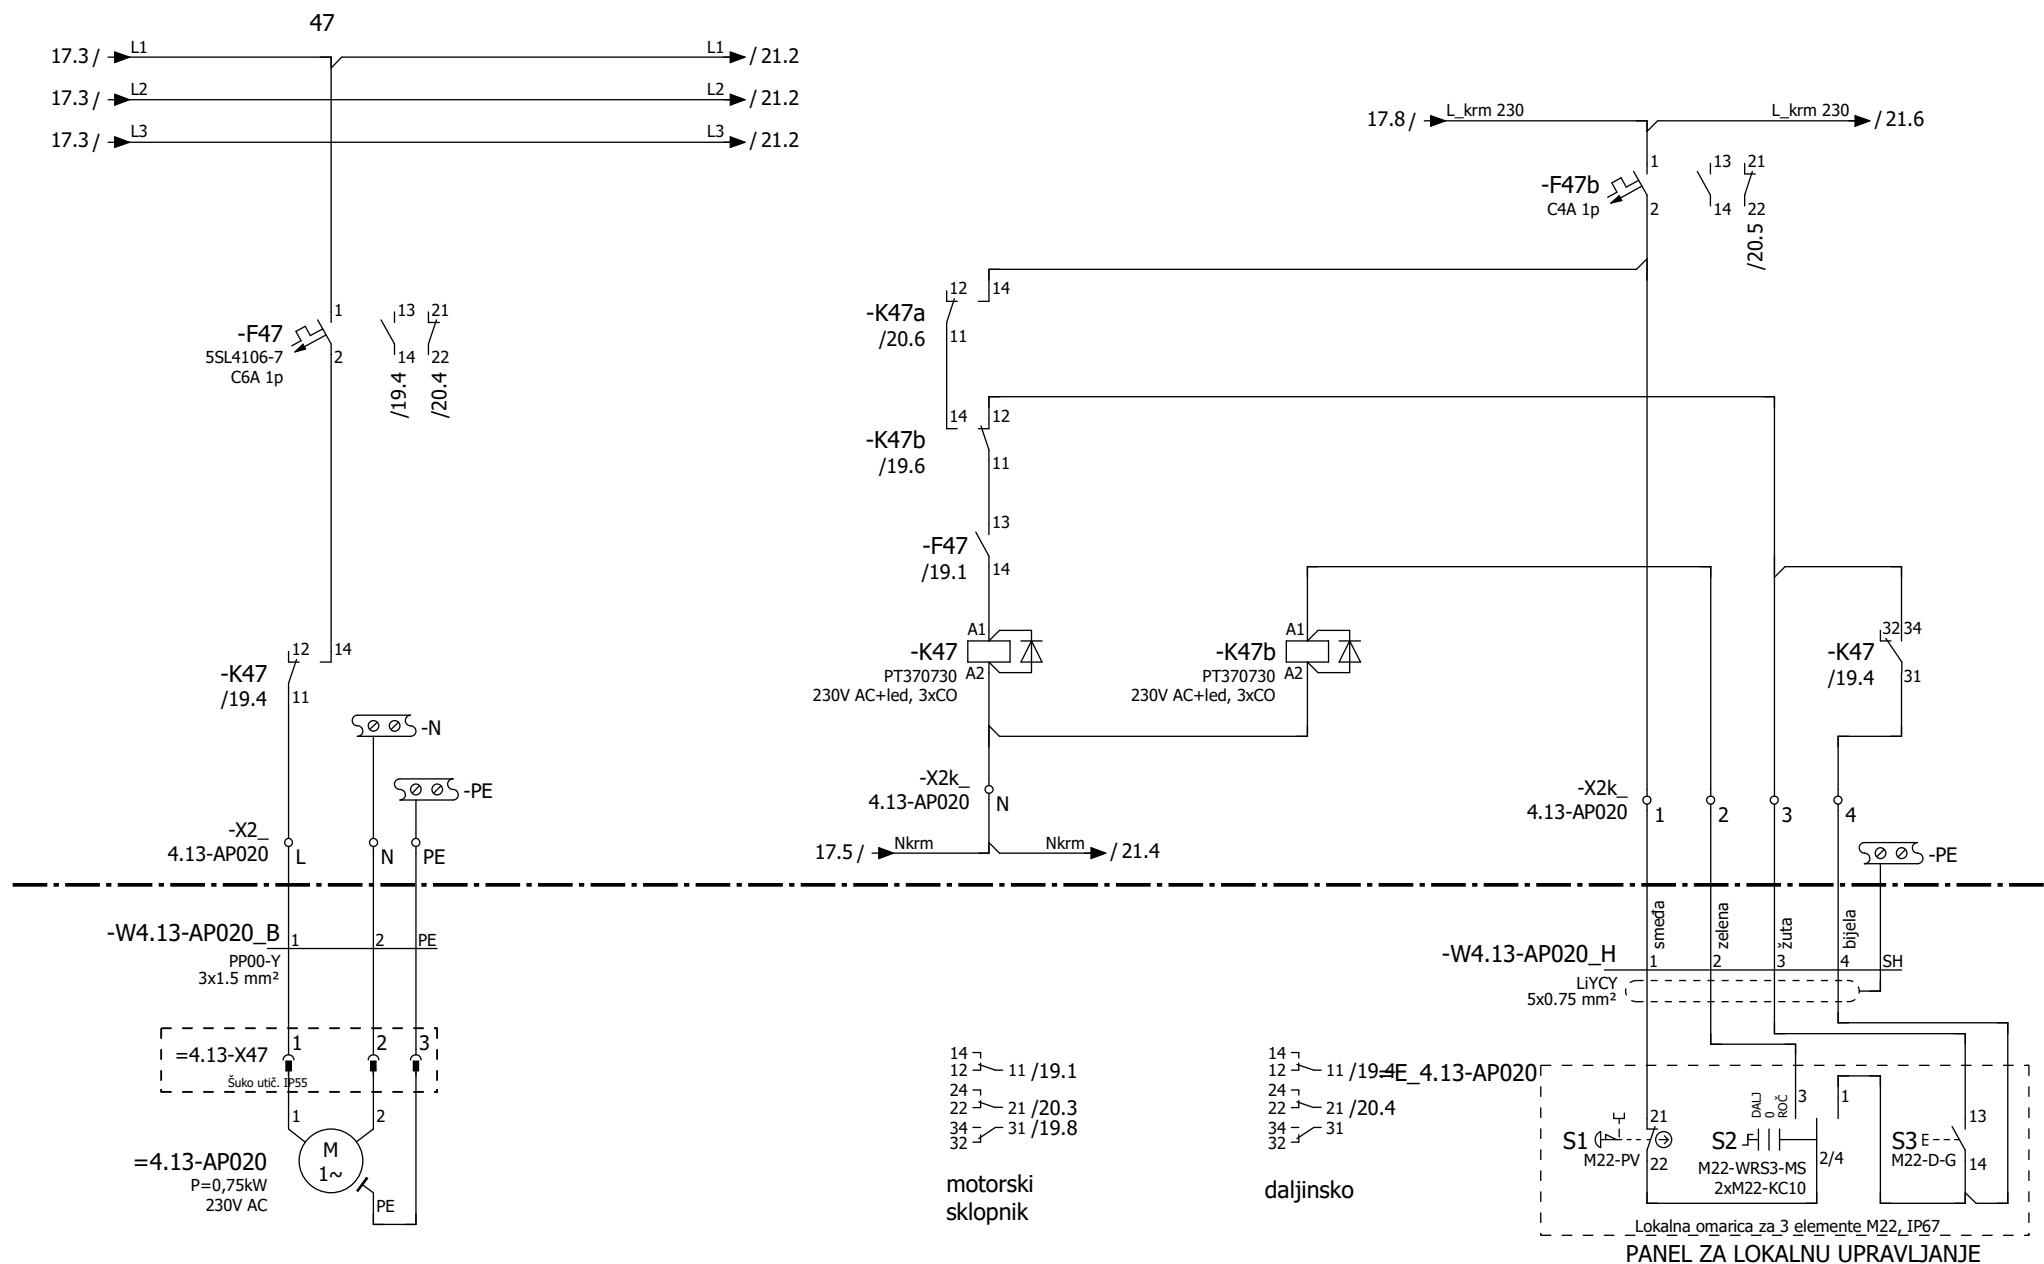 47
17.3 / L1 L1 / 21.2
17.3 / L2 L2 / 21.2
17.3 / L3 L3 / 21.2
17.8 / L_krm 230 L_krm 230 / 21.6
-F47b
C4A 1p
1
2
13
14
21
22
/20.5
-F47
5SL4106-7
C6A 1p
1
2
13
14
21
22
/19.4
/20.4
-K47a
/20.6
12
14
11
-K47b
/19.6
14
12
11
-F47
/19.1
13
14
-K47
/19.4
12
14
11
-N
-PE
-X2_
4.13-AP020
L
N
PE
A1
-K47
PT370730
A2
230V AC+led, 3xCO
A1
-K47b
PT370730
A2
230V AC+led, 3xCO
-K47
/19.4
32
34
31
-X2k_
4.13-AP020
N
17.5 / Nkrm Nkrm / 21.4
-X2k_
4.13-AP020
1
2
3
4
-PE
-W4.13-AP020_B
PP00-Y
3x1.5 mm²
1
2
PE
-W4.13-AP020_H
LiYCY
5x0.75 mm²
smeđa
zelena
žuta
bijela
1
2
3
4
SH
=4.13-X47
Šuko utič. IP55
1
2
3
1
2
M
1~
PE
=4.13-AP020
P=0,75kW
230V AC
14
12
11 /19.1
24
22
21 /20.3
34
32
31 /19.8
motorski
sklopnik
14
12
11 /19.4
24
22
21 /20.4
34
32
31
daljinsko
=E_4.13-AP020
S1
M22-PV
21
22
S2
M22-WRS3-MS
2xM22-KC10
DALJ
0
ROČ
3
1
2/4
S3
E
M22-D-G
13
14
Lokalna omarica za 3 elemente M22, IP67
PANEL ZA LOKALNU UPRAVLJANJE